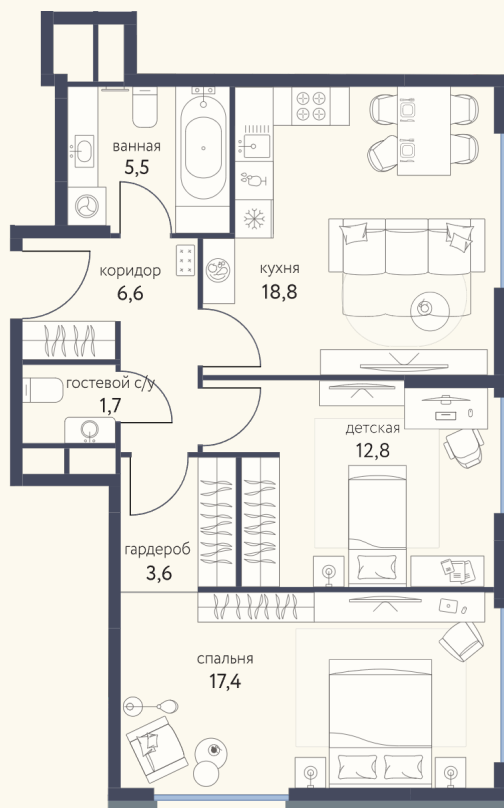 ванная
5,5
коридор
6,6
кухня
18,8
гостевой с/у
1,7
детская
12,8
гардероб
3,6
спальня
17,4